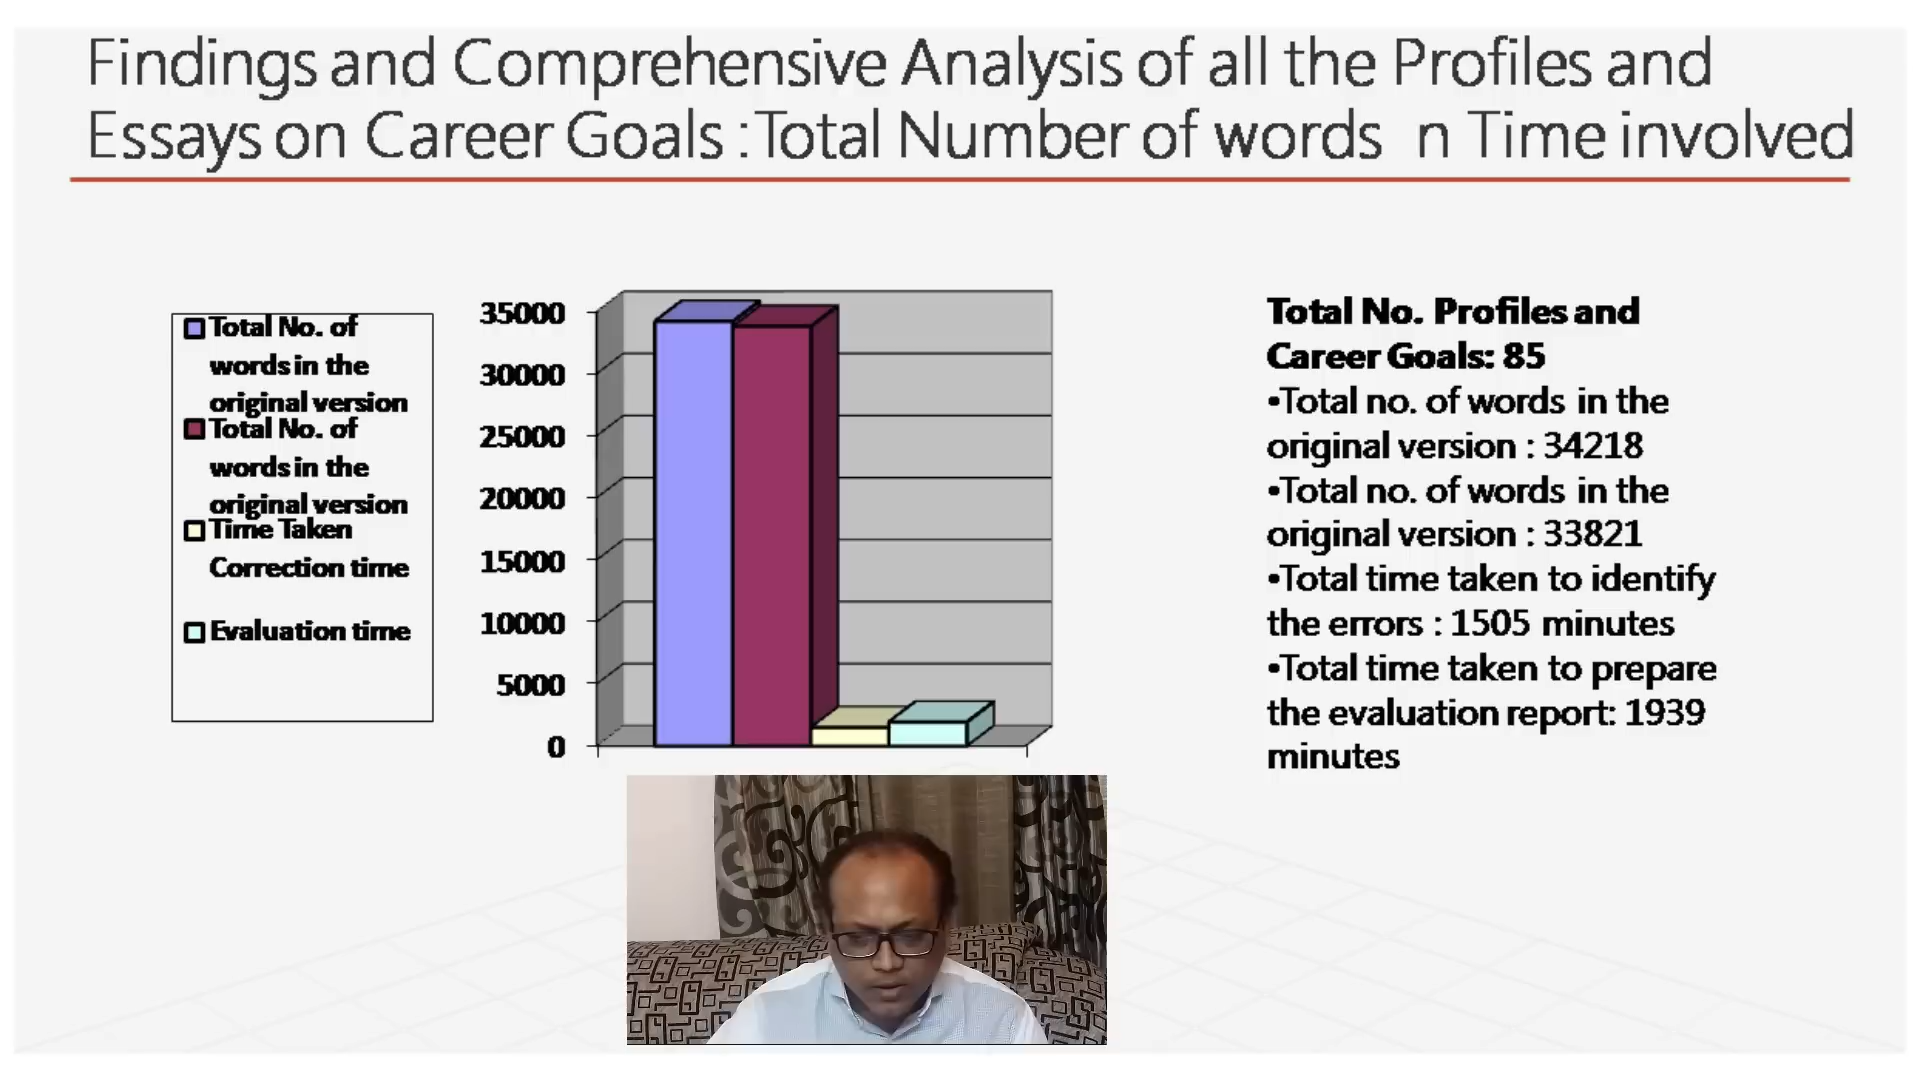 Findings and Comprehensive Analysis of all the Profiles and
Essays on Career Goals : Total Number of words n Time involved
Total No. of
words in the
original version
Total No. of
words in the
original version
Time Taken
Correction time
Evaluation time
35000
30000
25000
20000
15000
10000
5000
0
Total No. Profiles and
Career Goals: 85
•Total no. of words in the
original version : 34218
•Total no. of words in the
original version : 33821
•Total time taken to identify
the errors : 1505 minutes
•Total time taken to prepare
the evaluation report: 1939
minutes